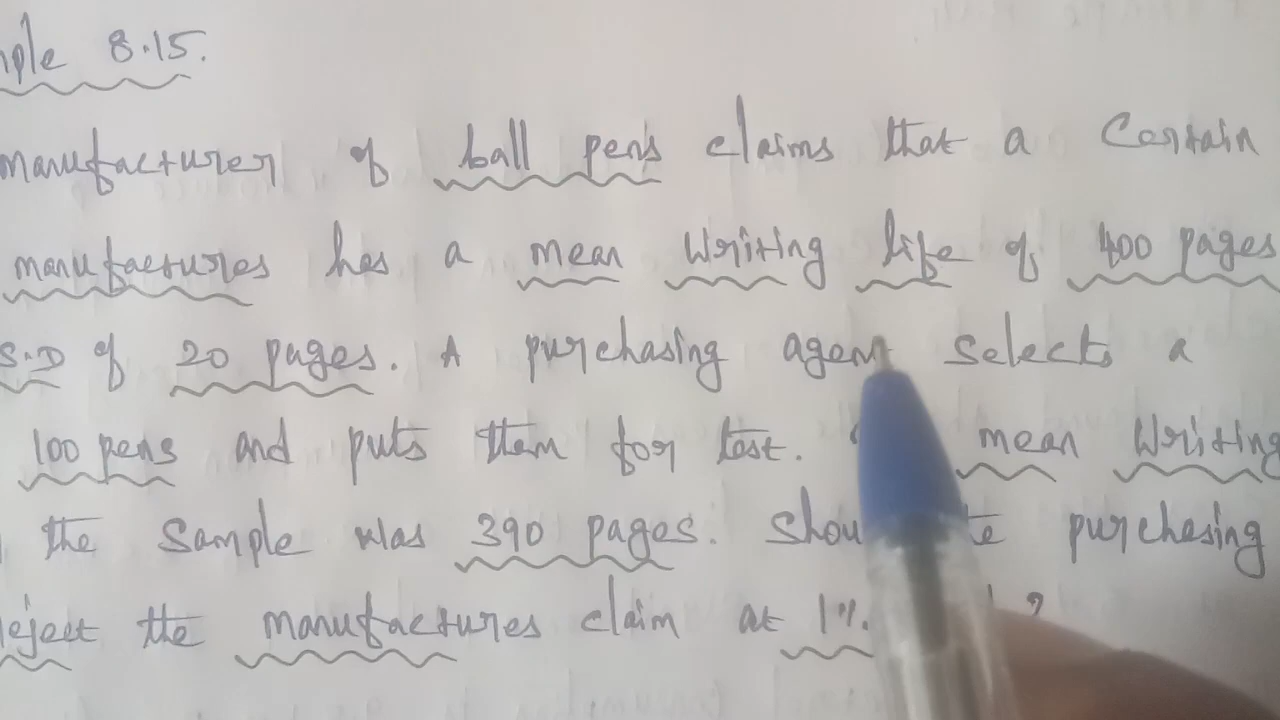 mple 8.15.
manufacturer of ball pens claims that a Certain
manufactures has a mean writing life of 400 pages
S.D of 20 pages. A purchasing agent selects a
100 pens and puts them for test. mean writing
the sample was 390 pages. purchasing
reject the manufactures claim at 1%. ?